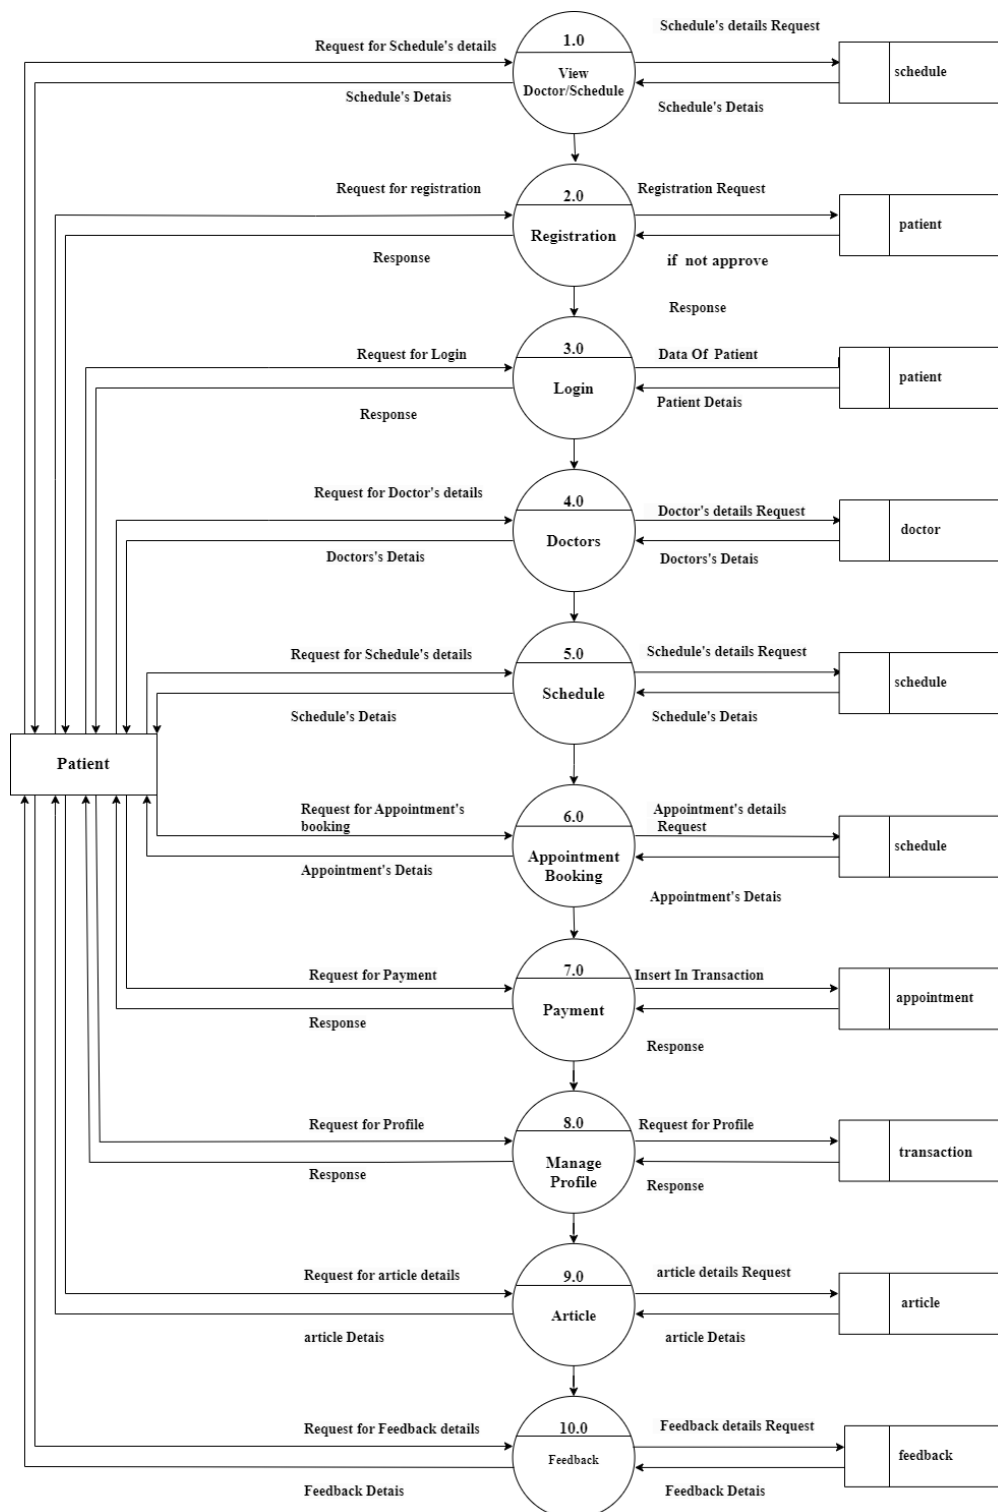 Schedule's details Request
1.0
Request for Schedule's details
View
Doctor/Schedule
schedule
Schedule's Detais
Schedule's Detais
Request for registration
2.0
Registration Request
Registration
patient
Response
if not approve
Response
Request for Login
3.0
Data Of Patient
Login
patient
Response
Patient Detais
Request for Doctor's details
4.0
Doctor's details Request
Doctors
doctor
Doctors's Detais
Doctors's Detais
Request for Schedule's details
5.0
Schedule's details Request
Schedule
schedule
Schedule's Detais
Schedule's Detais
Patient
Request for Appointment's
booking
6.0
Appointment's details
Request
Appointment
Booking
schedule
Appointment's Detais
Appointment's Detais
Request for Payment
7.0
Insert In Transaction
Payment
appointment
Response
Response
Request for Profile
8.0
Request for Profile
Manage
Profile
transaction
Response
Response
Request for article details
9.0
article details Request
Article
article
article Detais
article Detais
Request for Feedback details
10.0
Feedback details Request
Feedback
feedback
Feedback Detais
Feedback Detais